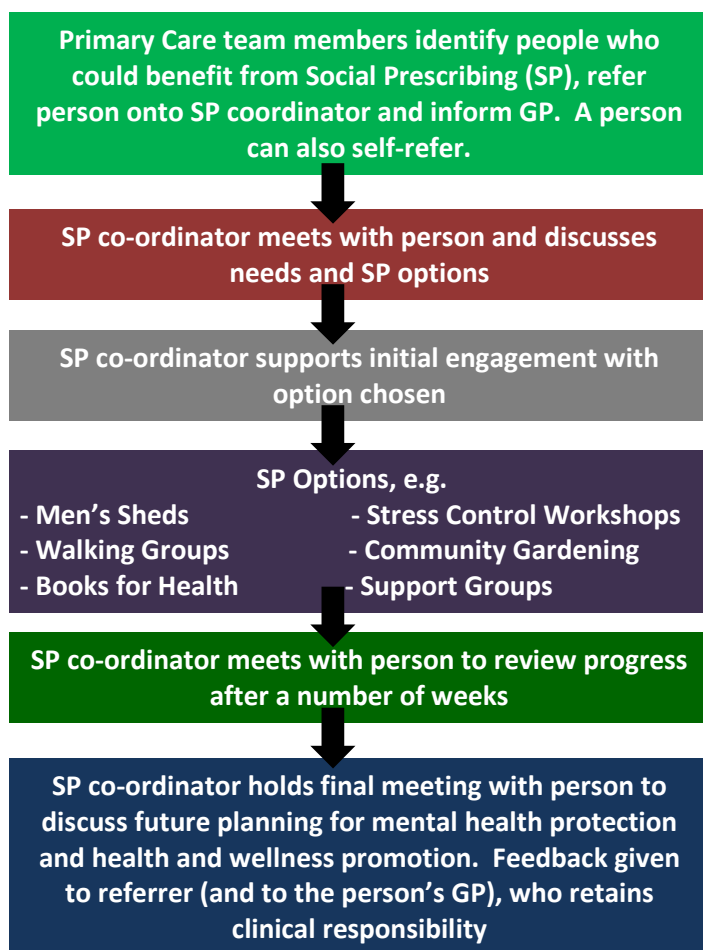 Primary Care team members identify people who
could benefit from Social Prescribing (SP), refer
person onto SP coordinator and inform GP.  A person
can also self-refer.
SP co-ordinator meets with person and discusses
needs and SP options
SP co-ordinator supports initial engagement with
option chosen
SP Options, e.g.
- Men’s Sheds - Stress Control Workshops
- Walking Groups - Community Gardening
- Books for Health - Support Groups
SP co-ordinator meets with person to review progress
after a number of weeks
SP co-ordinator holds final meeting with person to
discuss future planning for mental health protection
and health and wellness promotion.  Feedback given
to referrer (and to the person’s GP), who retains
clinical responsibility